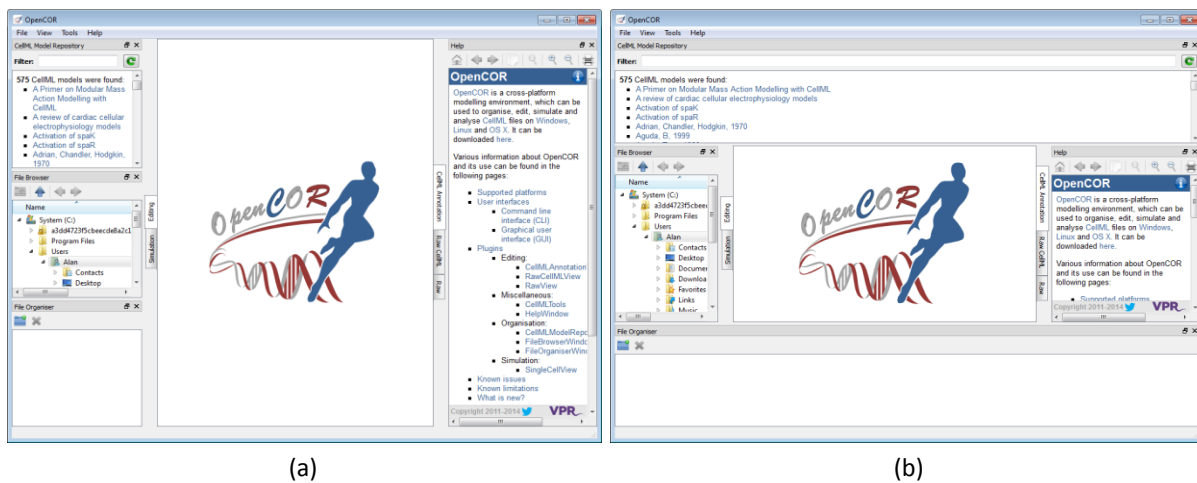 OpenCOR
File View Tools Help
CellML Model Repository
Filter:
575 CellML models were found:
A Primer on Modular Mass
Action Modelling with
CellML
A review of cardiac cellular
electrophysiology models
Activation of spaK
Activation of spaR
Adrian, Chandler, Hodgkin,
1970
File Browser
Name
System (C:)
a3dd4723f5cbeecde8a2c1
Program Files
Users
Alan
Contacts
Desktop
File Organiser
Editing
Simulation
OpenCOR
CellML Annotation
Raw CellML
Raw
Help
OpenCOR
OpenCOR is a cross-platform
modelling environment, which can be
used to organise, edit, simulate and
analyse CellML files on Windows,
Linux and OS X. It can be
downloaded here.
Various information about OpenCOR
and its use can be found in the
following pages:
Supported platforms
User interfaces
Command line
interface (CLI)
Graphical user
interface (GUI)
Plugins
Editing:
CellMLAnnotation
RawCellMLView
RawView
Miscellaneous:
CellMLTools
HelpWindow
Organisation:
CellMLModelRepo
FileBrowserWindo
FileOrganiserWind
Simulation:
SingleCellView
Known issues
Known limitations
What is new?
Copyright 2011-2014 VPR
(a)
OpenCOR
File View Tools Help
CellML Model Repository
Filter:
575 CellML models were found:
A Primer on Modular Mass Action Modelling with CellML
A review of cardiac cellular electrophysiology models
Activation of spaK
Activation of spaR
Adrian, Chandler, Hodgkin, 1970
Aguda, B, 1999
File Browser
Name
System (C:)
a3dd4723f5cbeec
Program Files
Users
Alan
Contacts
Desktop
Documen
Downloa
Favorites
Links
Music
Editing
Simulation
OpenCOR
CellML Annotation
Raw CellML
Raw
Help
OpenCOR
OpenCOR is a cross-platform
modelling environment, which can be
used to organise, edit, simulate and
analyse CellML files on Windows,
Linux and OS X. It can be
downloaded here.
Various information about OpenCOR
and its use can be found in the
following pages:
Supported platforms
Copyright 2011-2014 VPR
File Organiser
(b)